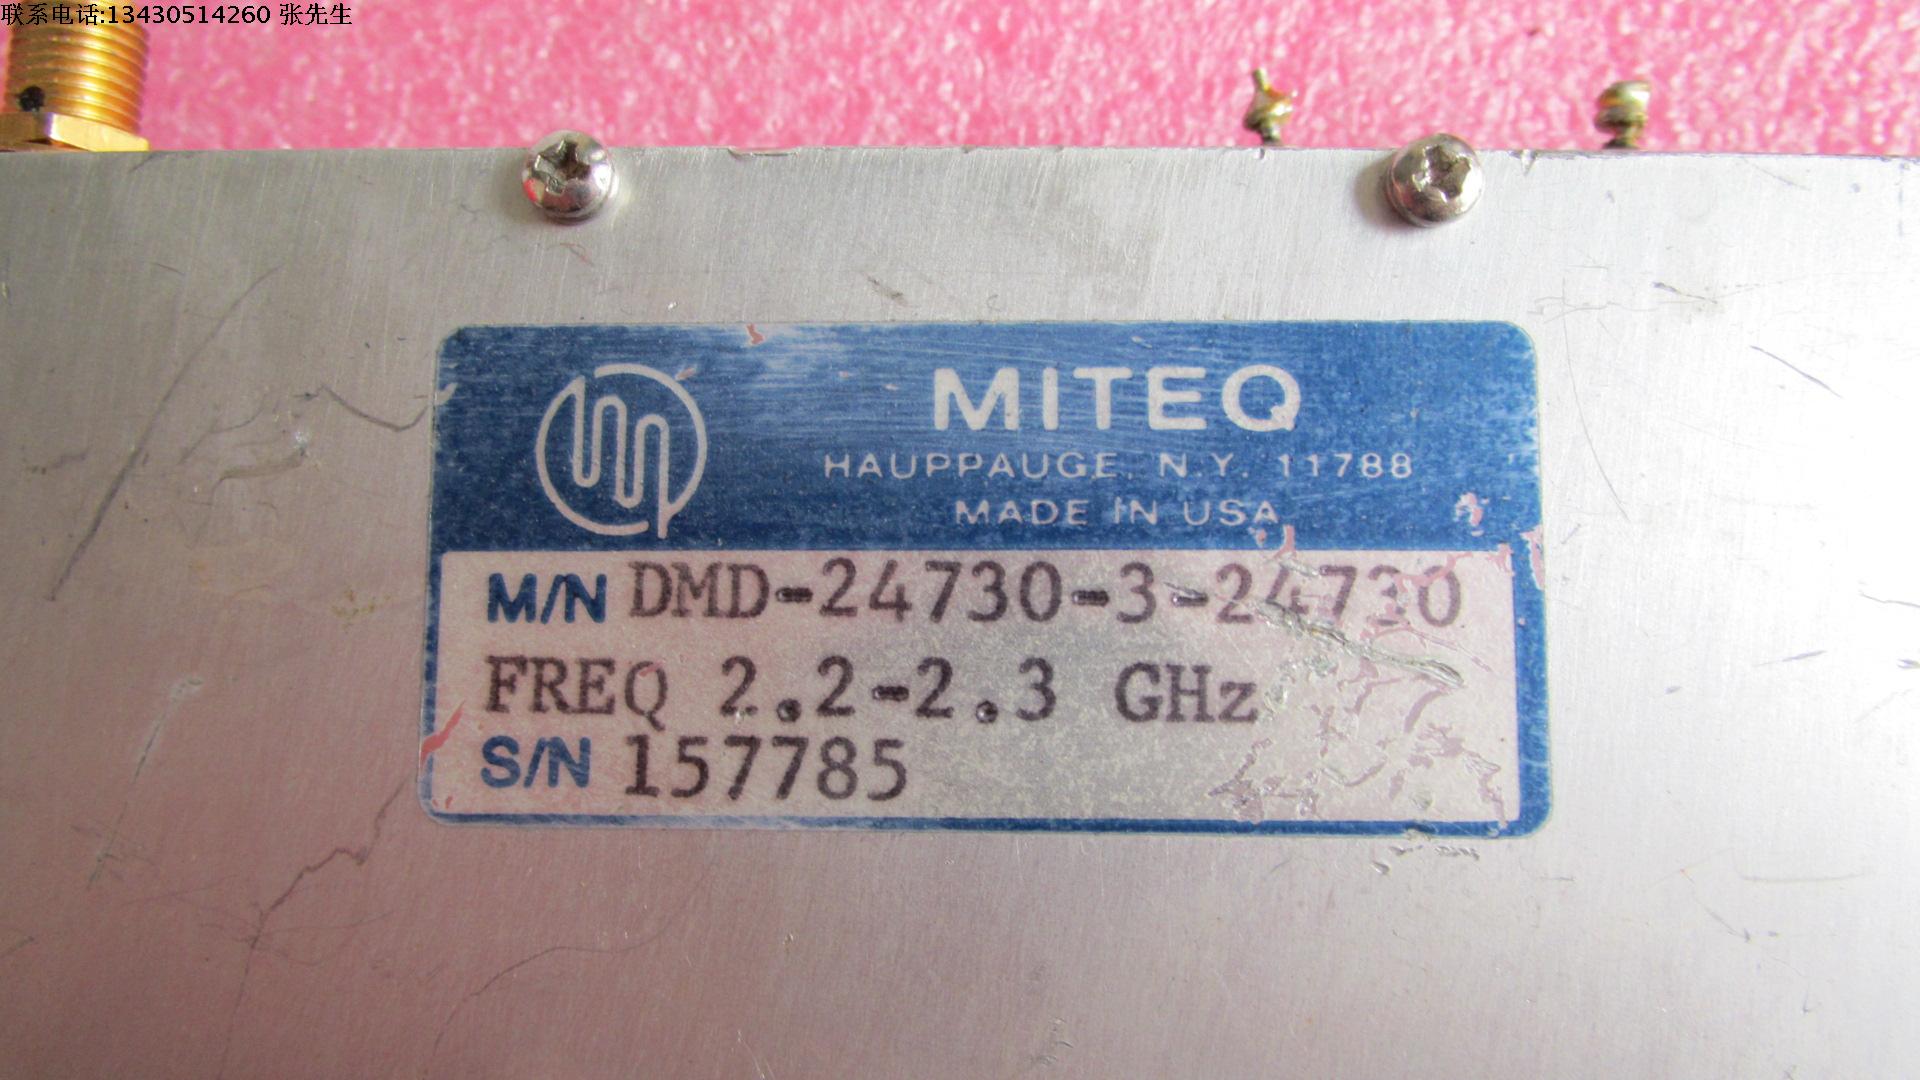 联系电话:13430514260 张先生
MITEQ
HAUPPAUGE, N.Y. 11788
MADE IN USA
M/N DMD-24730-3-24730
FREQ 2.2-2.3 GHz
S/N 157785